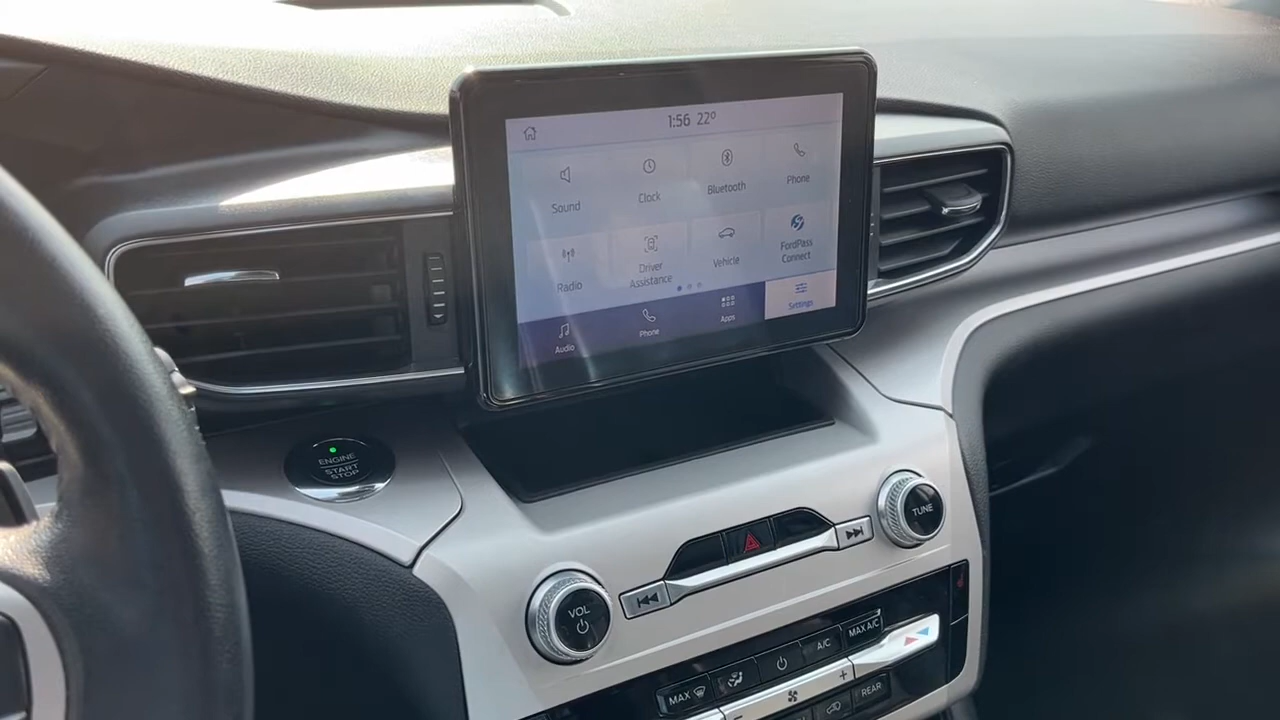 1:56 22°
Sound
Clock
Bluetooth
Phone
Radio
Driver
Assistance
Vehicle
FordPass
Connect
Audio
Phone
Apps
Settings
ENGINE
START
STOP
TUNE
VOL
MAX
A/C
MAX A/C
REAR
+
-